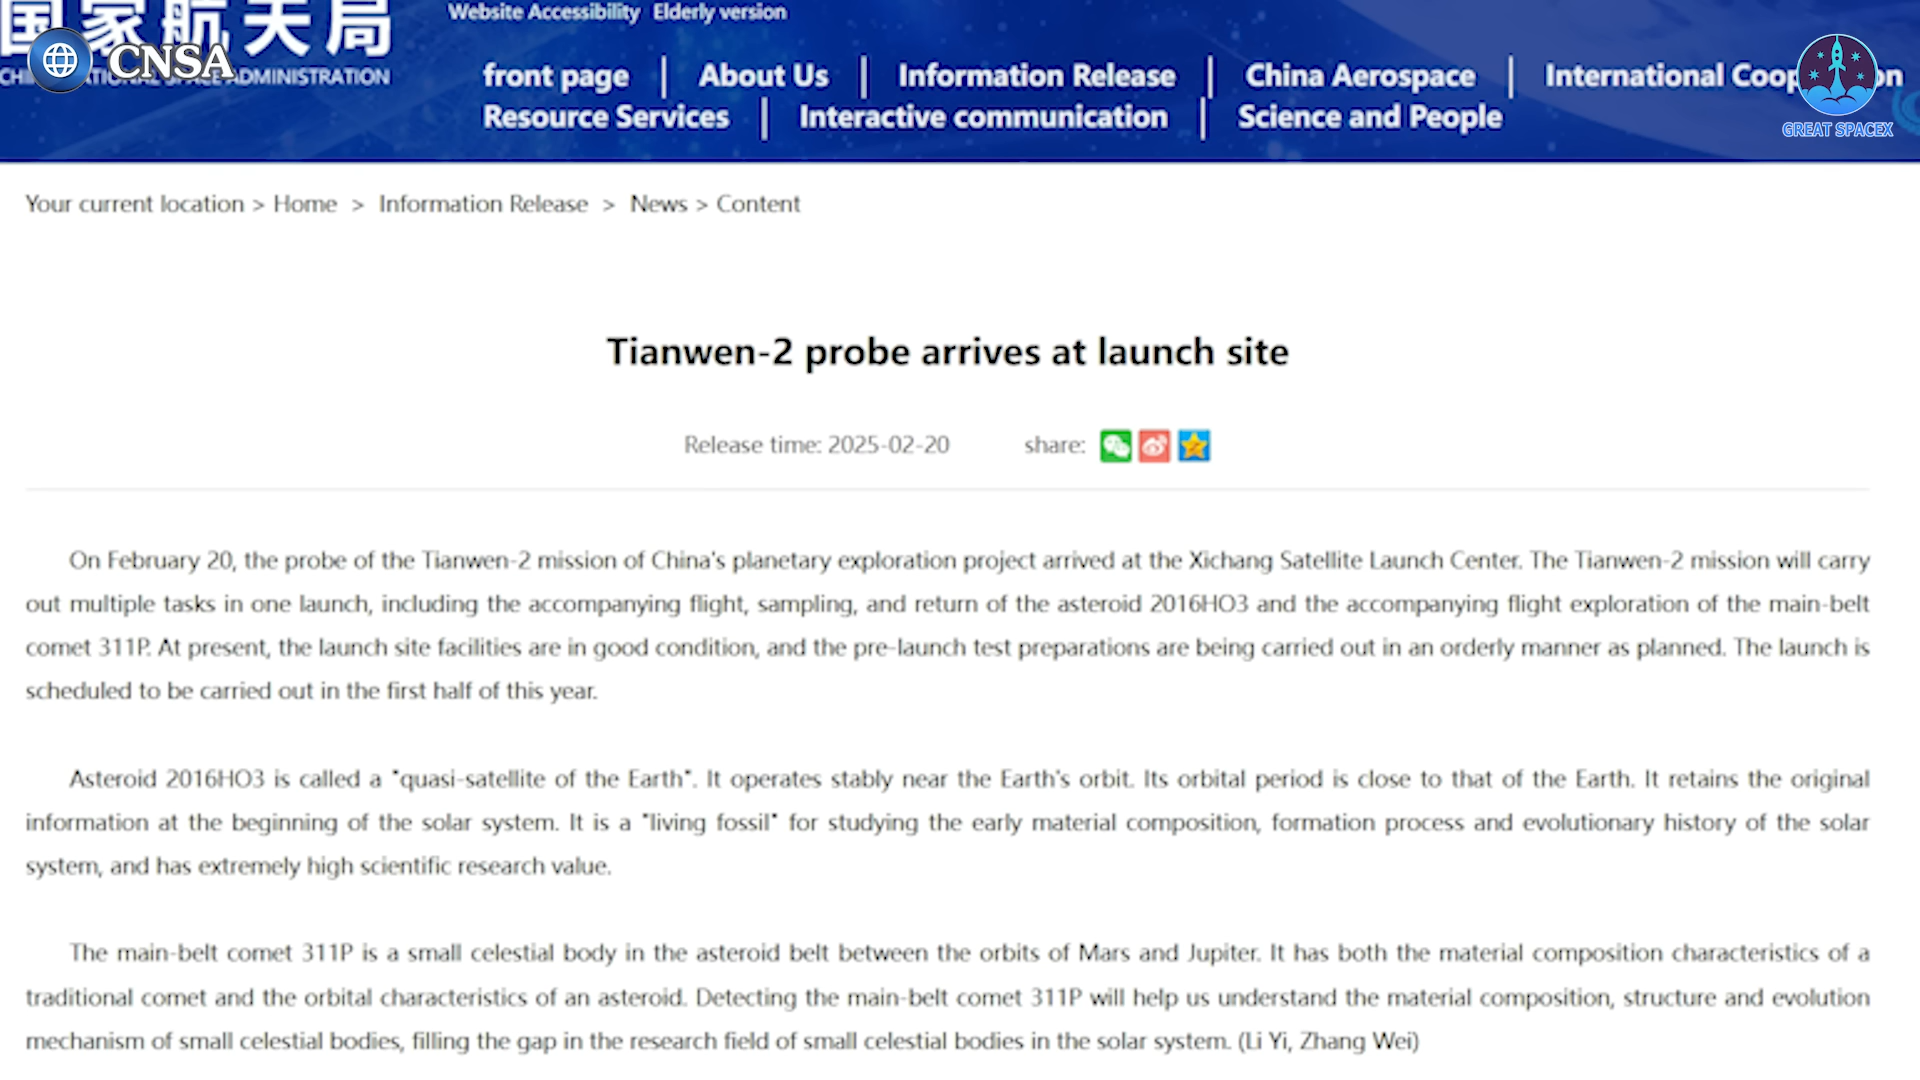 国家航天局
Website Accessibility Elderly version
CNSA
ADMINISTRATION
front page | About Us | Information Release | China Aerospace | International
Resource Services | Interactive communication | Science and People
GREAT SPACEX
Your current location > Home > Information Release > News > Content
Tianwen-2 probe arrives at launch site
Release time: 2025-02-20 share:
On February 20, the probe of the Tianwen-2 mission of China's planetary exploration project arrived at the Xichang Satellite Launch Center. The Tianwen-2 mission will carry
out multiple tasks in one launch, including the accompanying flight, sampling, and return of the asteroid 2016HO3 and the accompanying flight exploration of the main-belt
comet 311P. At present, the launch site facilities are in good condition, and the pre-launch test preparations are being carried out in an orderly manner as planned. The launch is
scheduled to be carried out in the first half of this year.
Asteroid 2016HO3 is called a "quasi-satellite of the Earth". It operates stably near the Earth's orbit. Its orbital period is close to that of the Earth. It retains the original
information at the beginning of the solar system. It is a "living fossil" for studying the early material composition, formation process and evolutionary history of the solar
system, and has extremely high scientific research value.
The main-belt comet 311P is a small celestial body in the asteroid belt between the orbits of Mars and Jupiter. It has both the material composition characteristics of a
traditional comet and the orbital characteristics of an asteroid. Detecting the main-belt comet 311P will help us understand the material composition, structure and evolution
mechanism of small celestial bodies, filling the gap in the research field of small celestial bodies in the solar system. (Li Yi, Zhang Wei)